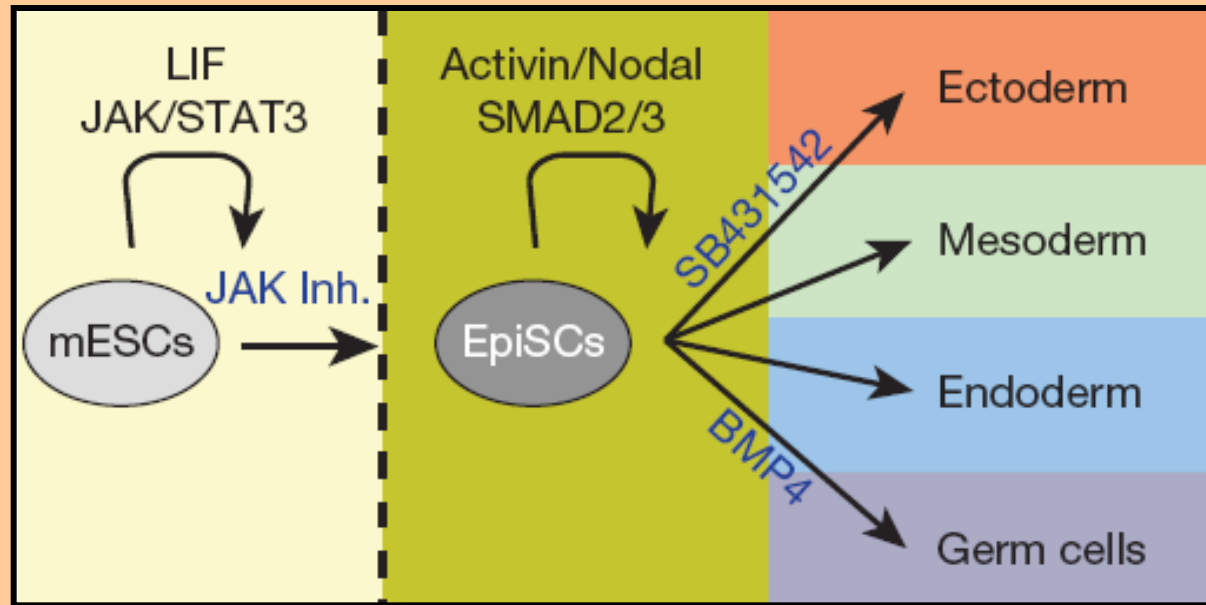 LIF
JAK/STAT3
JAK Inh.
mESCs
Activin/Nodal
SMAD2/3
EpiSCs
SB431542
BMP4
Ectoderm
Mesoderm
Endoderm
Germ cells